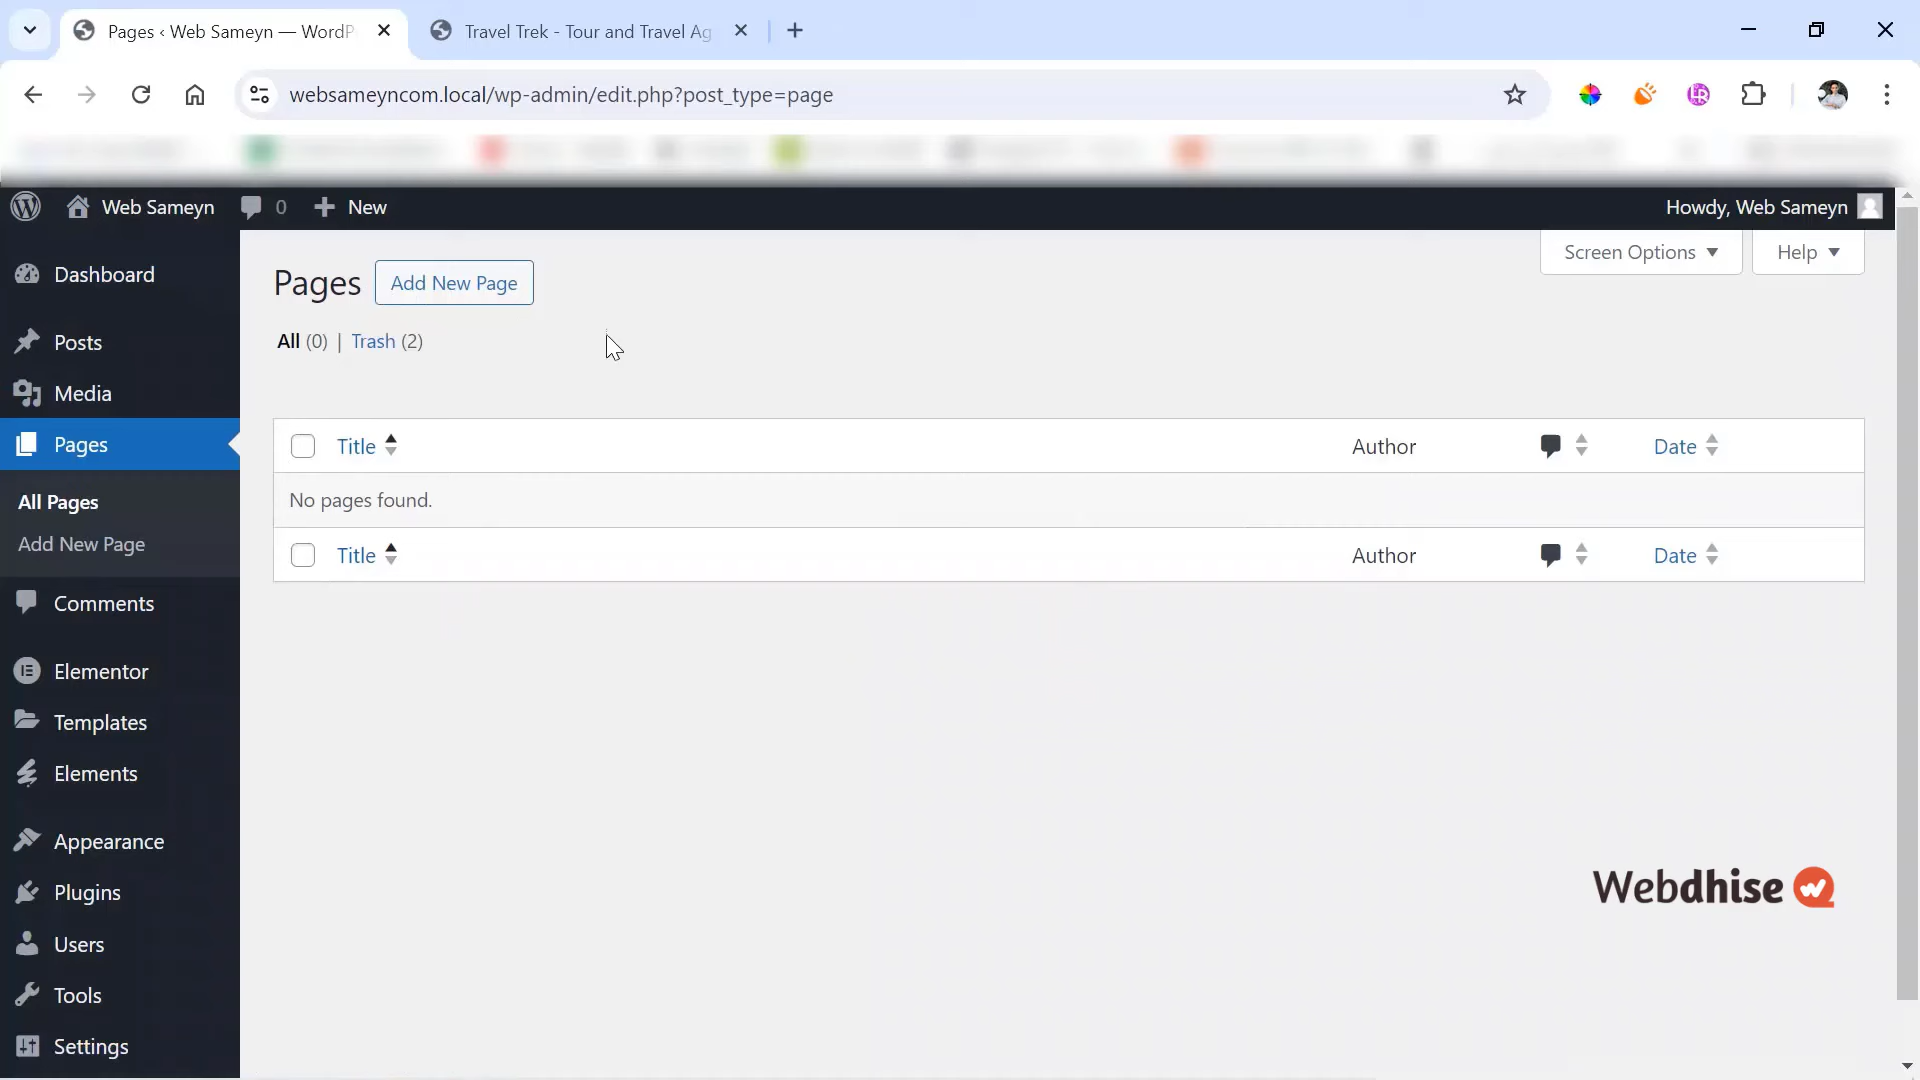 Pages ‹ Web Sameyn — WordP
Travel Trek - Tour and Travel Ag
websameyncom.local/wp-admin/edit.php?post_type=page
Web Sameyn
0
New
Howdy, Web Sameyn
Dashboard
Posts
Media
Pages
All Pages
Add New Page
Comments
Elementor
Templates
Elements
Appearance
Plugins
Users
Tools
Settings
Screen Options
Help
Pages
Add New Page
All (0) | Trash (2)
Title Author Date
No pages found.
Title Author Date
Webdhise